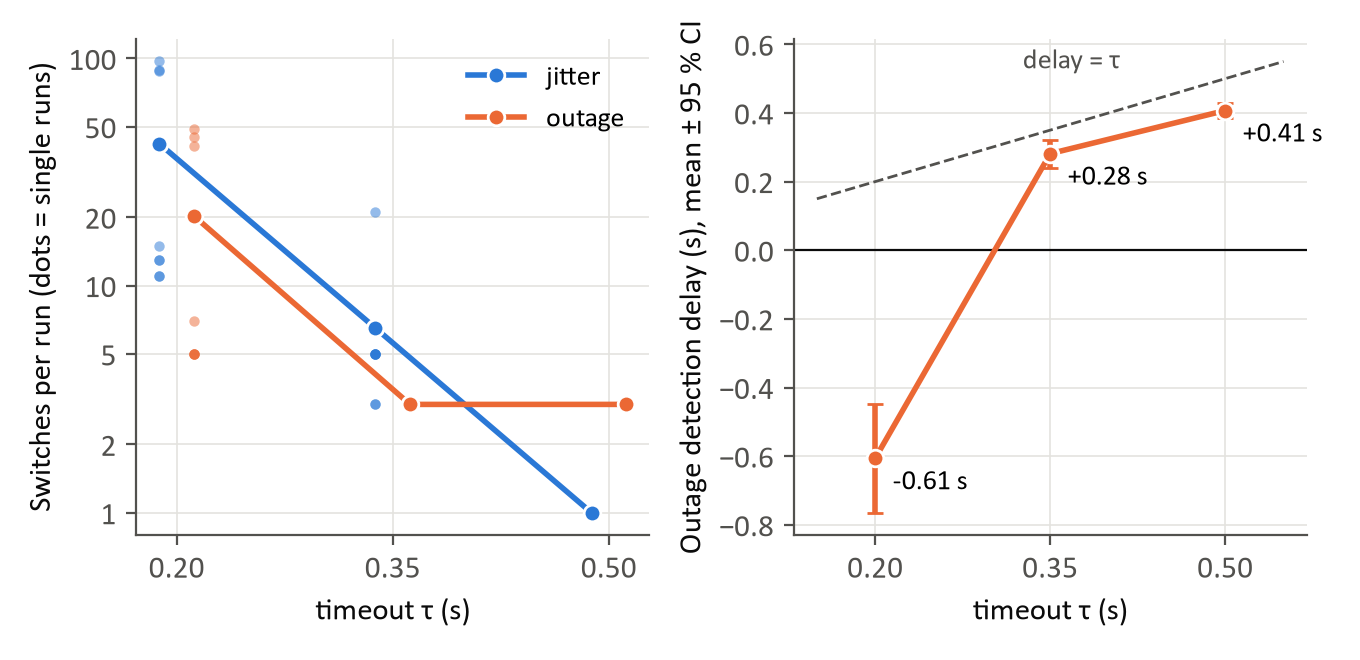 Switches per run (dots = single runs)
100
50
20
10
5
2
1
0.20
0.35
0.50
timeout τ (s)
jitter
outage
Outage detection delay (s), mean ± 95 % CI
0.6
0.4
0.2
0.0
−0.2
−0.4
−0.6
−0.8
0.20
0.35
0.50
timeout τ (s)
delay = τ
+0.41 s
+0.28 s
-0.61 s